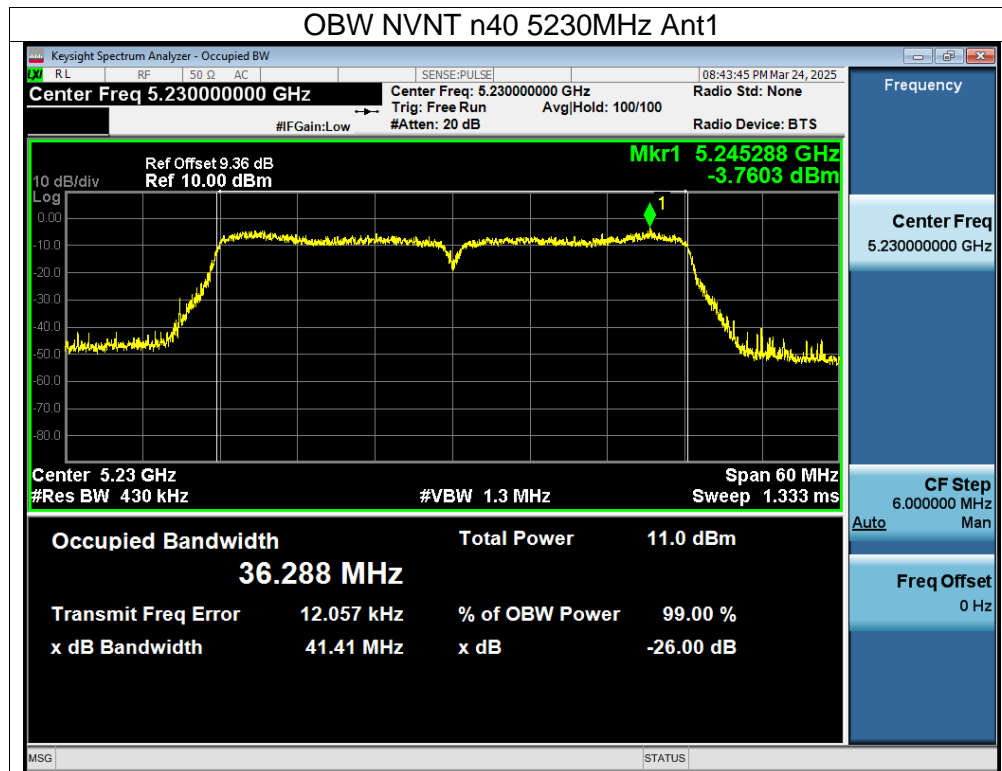 OBW NVNT n40 5230MHz Ant1
Keysight Spectrum Analyzer - Occupied BW
LXI RL RF 50 Ω AC SENSE:PULSE 08:43:45 PM Mar 24, 2025
Center Freq 5.230000000 GHz
Center Freq: 5.230000000 GHz
Radio Std: None
Trig: Free Run Avg|Hold: 100/100
#IFGain:Low
#Atten: 20 dB
Radio Device: BTS
Ref Offset 9.36 dB
Mkr1 5.245288 GHz
10 dB/div Ref 10.00 dBm
-3.7603 dBm
Log
1
0.00
-10.0
-20.0
-30.0
-40.0
-50.0
-60.0
-70.0
-80.0
Center 5.23 GHz Span 60 MHz
#Res BW 430 kHz #VBW 1.3 MHz Sweep 1.333 ms
Occupied Bandwidth Total Power 11.0 dBm
36.288 MHz
Transmit Freq Error 12.057 kHz % of OBW Power 99.00 %
x dB Bandwidth 41.41 MHz x dB -26.00 dB
Frequency
Center Freq
5.230000000 GHz
CF Step
6.000000 MHz
Auto Man
Freq Offset
0 Hz
MSG STATUS